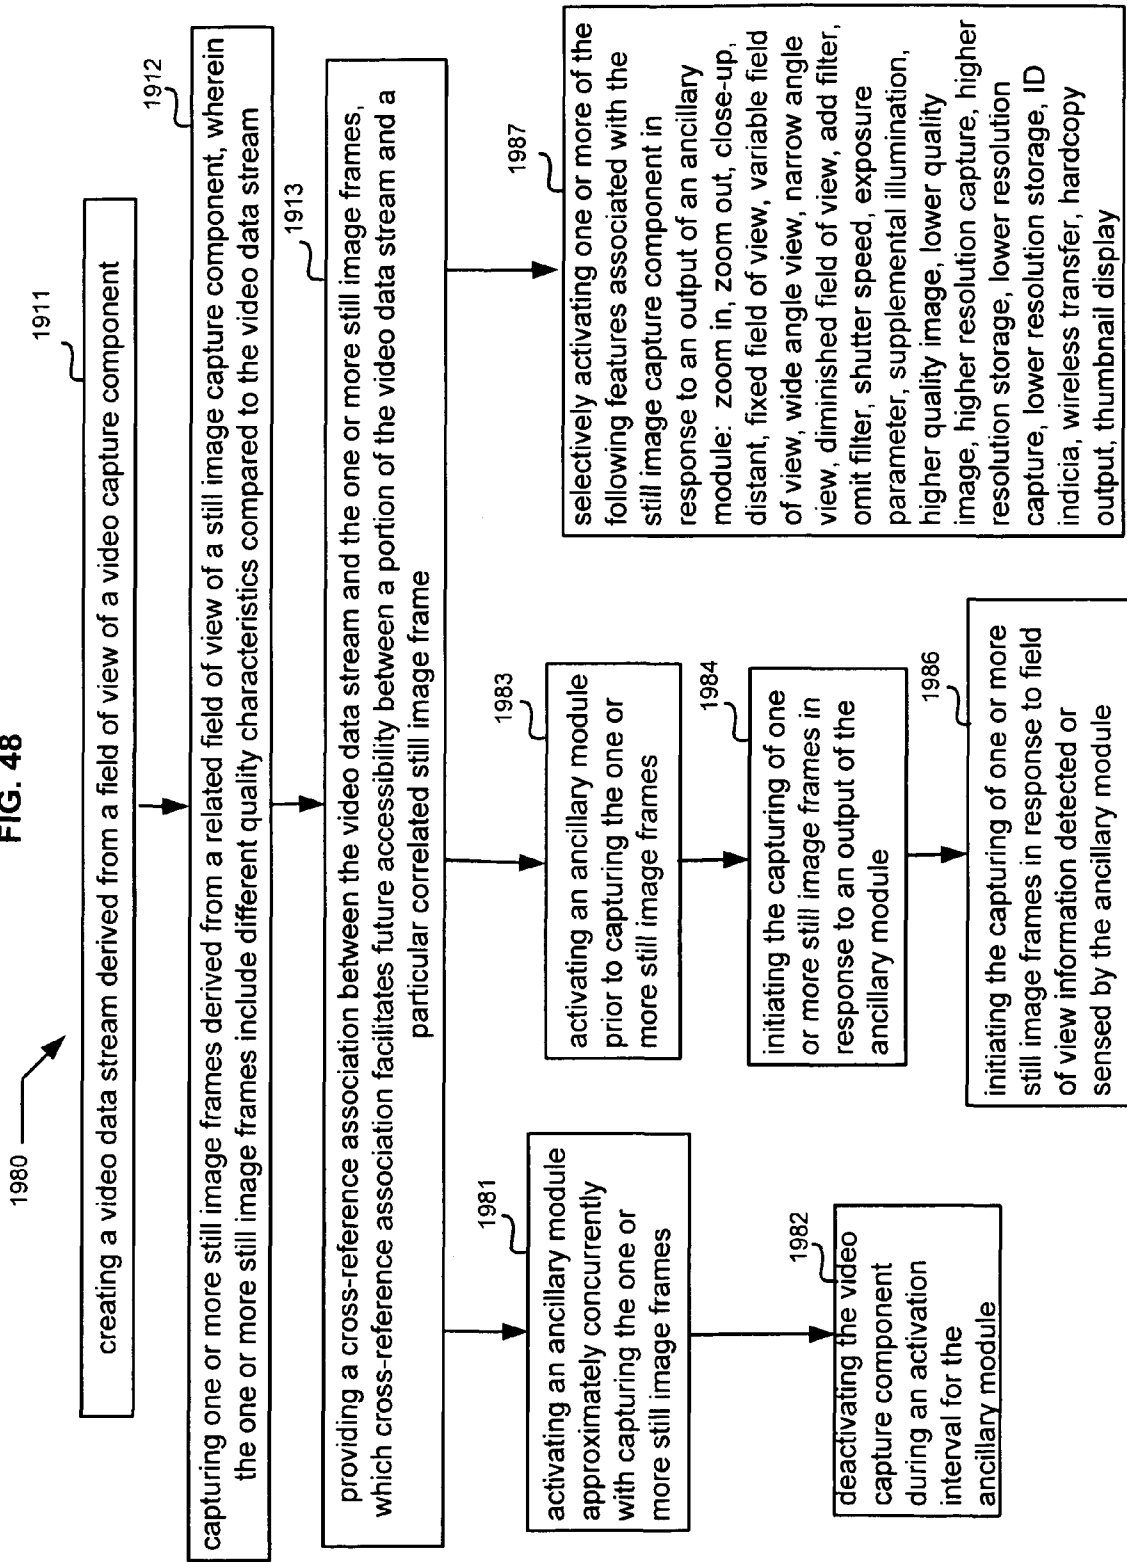 FIG. 48
1980
1911
creating a video data stream derived from a field of view of a video capture component
1912
capturing one or more still image frames derived from a related field of view of a still image capture component, wherein
the one or more still image frames include different quality characteristics compared to the video data stream
1913
providing a cross-reference association between the video data stream and the one or more still image frames,
which cross-reference association facilitates future accessibility between a portion of the video data stream and a
particular correlated still image frame
1981
activating an ancillary module
approximately concurrently
with capturing the one or
more still image frames
1982
deactivating the video
capture component
during an activation
interval for the
ancillary module
1983
activating an ancillary module
prior to capturing the one or
more still image frames
1984
initiating the capturing of one
or more still image frames in
response to an output of the
ancillary module
1986
initiating the capturing of one or more
still image frames in response to field
of view information detected or
sensed by the ancillary module
1987
selectively activating one or more of the
following features associated with the
still image capture component in
response to an output of an ancillary
module: zoom in, zoom out, close-up,
distant, fixed field of view, variable field
of view, wide angle view, narrow angle
view, diminished field of view, add filter,
omit filter, shutter speed, exposure
parameter, supplemental illumination,
higher quality image, lower quality
image, higher resolution capture, higher
resolution storage, lower resolution
capture, lower resolution storage, ID
indicia, wireless transfer, hardcopy
output, thumbnail display